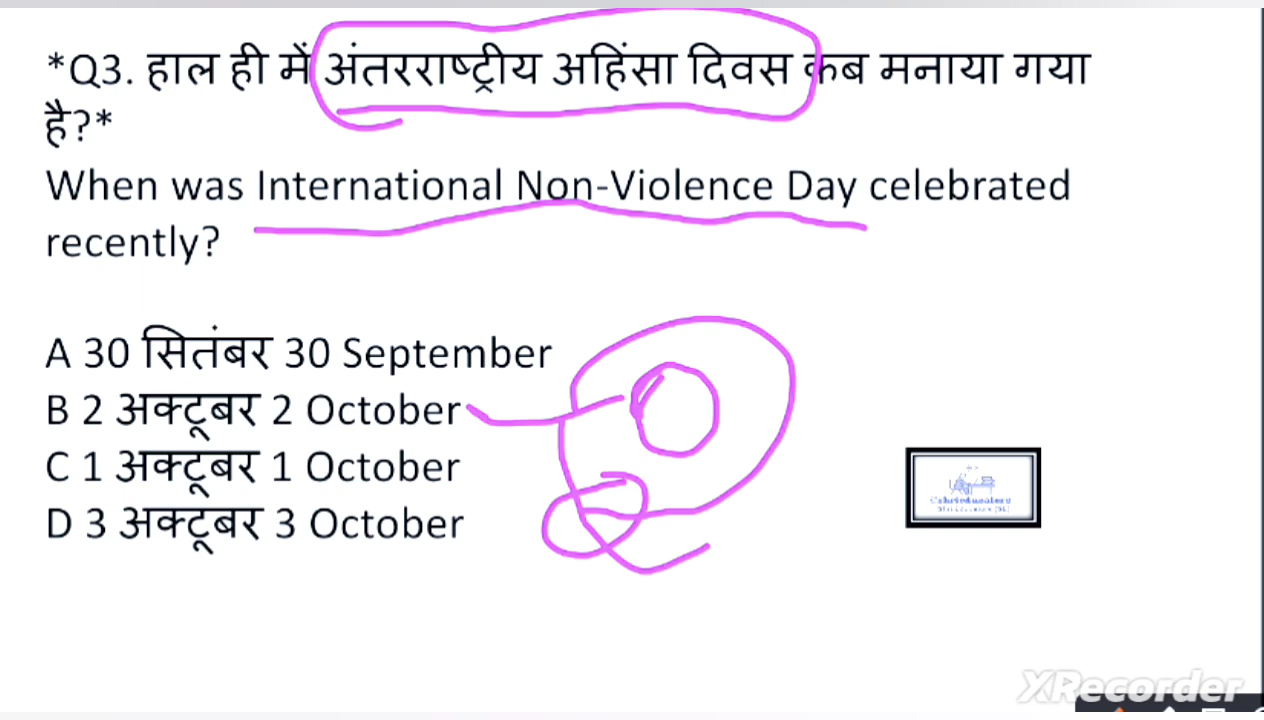 *Q3. हाल ही में अंतरराष्ट्रीय अहिंसा दिवस कब मनाया गया
है?*
When was International Non-Violence Day celebrated
recently?
A 30 सितंबर 30 September
B 2 अक्टूबर 2 October
C 1 अक्टूबर 1 October
D 3 अक्टूबर 3 October
XRecorder